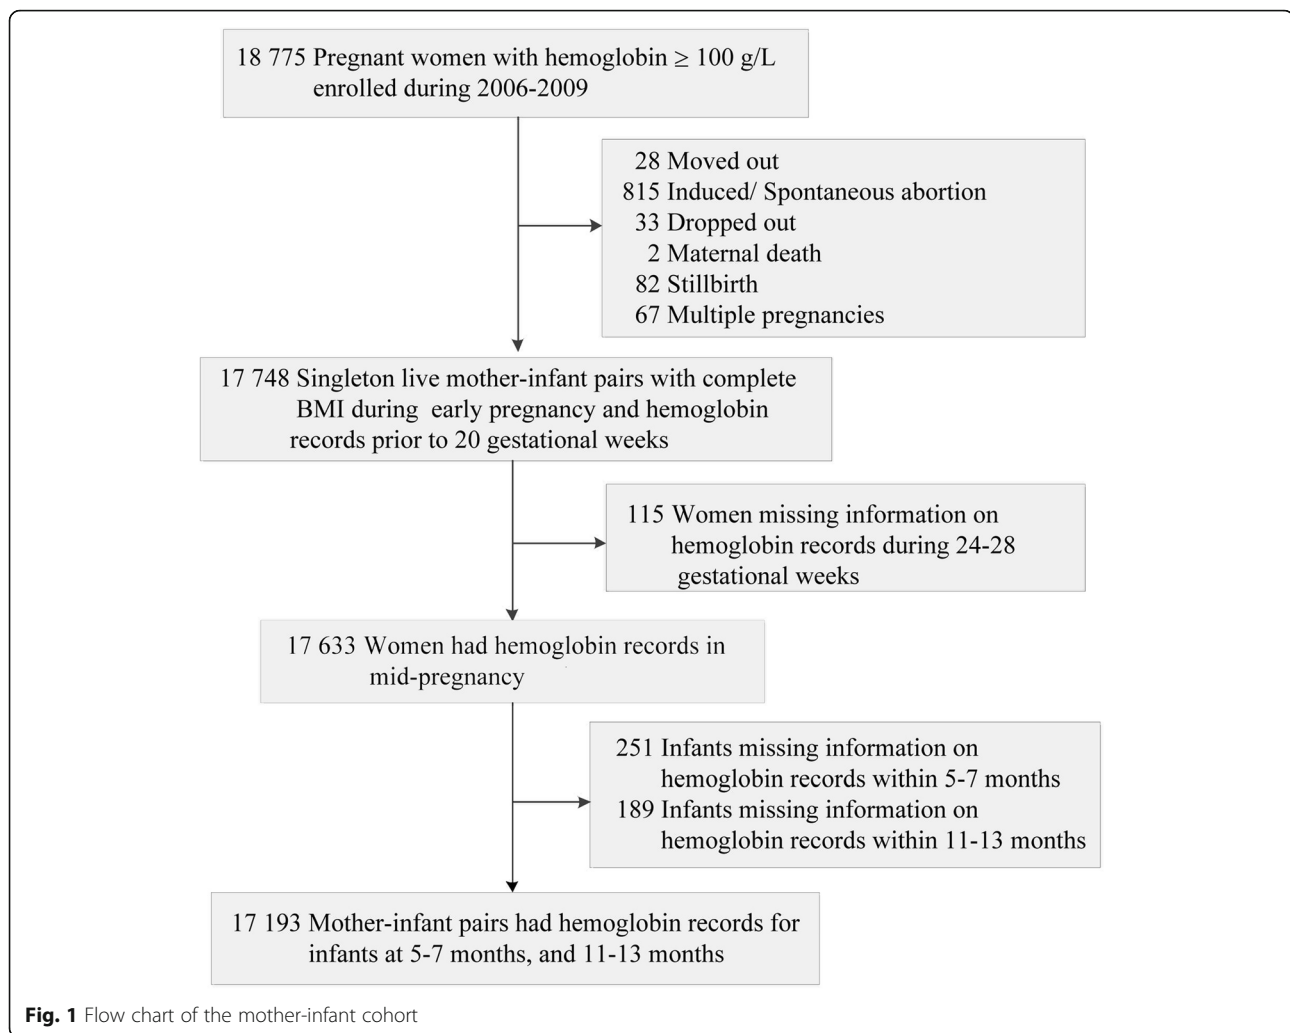 18 775 Pregnant women with hemoglobin ≥ 100 g/L
enrolled during 2006-2009
28 Moved out
815 Induced/ Spontaneous abortion
33 Dropped out
2 Maternal death
82 Stillbirth
67 Multiple pregnancies
17 748 Singleton live mother-infant pairs with complete
BMI during early pregnancy and hemoglobin
records prior to 20 gestational weeks
115 Women missing information on
hemoglobin records during 24-28
gestational weeks
17 633 Women had hemoglobin records in
mid-pregnancy
251 Infants missing information on
hemoglobin records within 5-7 months
189 Infants missing information on
hemoglobin records within 11-13 months
17 193 Mother-infant pairs had hemoglobin records for
infants at 5-7 months, and 11-13 months
Fig. 1 Flow chart of the mother-infant cohort